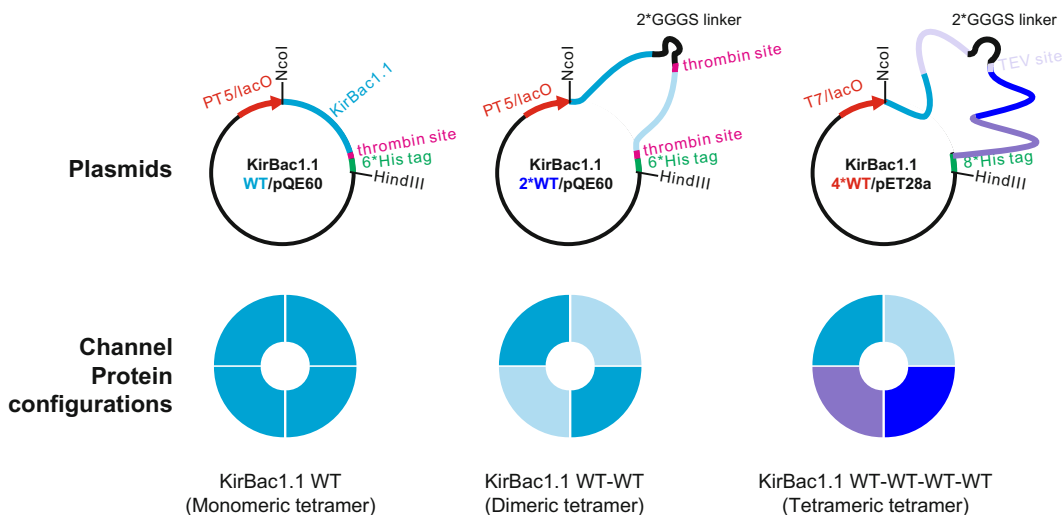 Plasmids
NcoI
PT5/lacO
KirBac1.1
thrombin site
6*His tag
HindIII
KirBac1.1
WT/pQE60
2*GGGS linker
NcoI
PT5/lacO
thrombin site
thrombin site
6*His tag
HindIII
KirBac1.1
2*WT/pQE60
2*GGGS linker
NcoI
T7/lacO
TEV site
8*His tag
HindIII
KirBac1.1
4*WT/pET28a
Channel
Protein
configurations
KirBac1.1 WT
(Monomeric tetramer)
KirBac1.1 WT-WT
(Dimeric tetramer)
KirBac1.1 WT-WT-WT-WT
(Tetrameric tetramer)